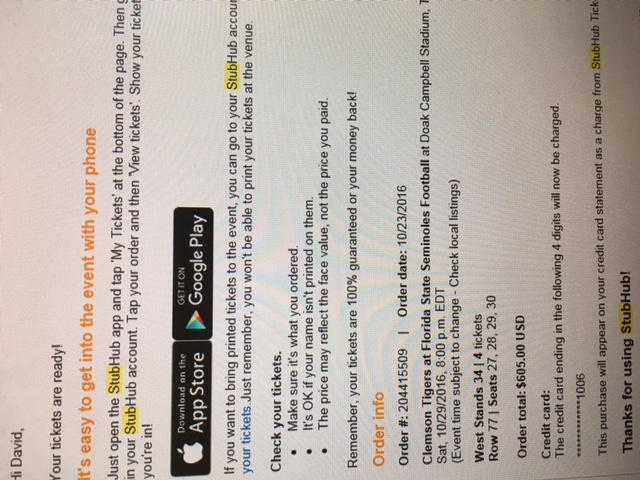 Hi David,
Your tickets are ready!
It's easy to get into the event with your phone
Just open the StubHub app and tap 'My Tickets' at the bottom of the page. Then
in your StubHub account. Tap your order and then 'View tickets'. Show your ticket
you're in!
Download on the
App Store
GET IT ON
Google Play
If you want to bring printed tickets to the event, you can go to your StubHub accou
your tickets.Just remember, you won't be able to print your tickets at the venue.
Check your tickets.
• Make sure it's what you ordered.
• It's OK if your name isn't printed on them.
• The price may reflect the face value, not the price you paid.
Remember, your tickets are 100% guaranteed or your money back!
Order info
Order #: 204415509 | Order date: 10/23/2016
Clemson Tigers at Florida State Seminoles Football at Doak Campbell Stadium, T
Sat, 10/29/2016, 8:00 p.m. EDT
(Event time subject to change - Check local listings)
West Stands 34 | 4 tickets
Row 77 | Seats 27, 28, 29, 30
Order total: $605.00 USD
Credit card:
The credit card ending in the following 4 digits will now be charged.
************1006
This purchase will appear on your credit card statement as a charge from StubHub Tick
Thanks for using StubHub!